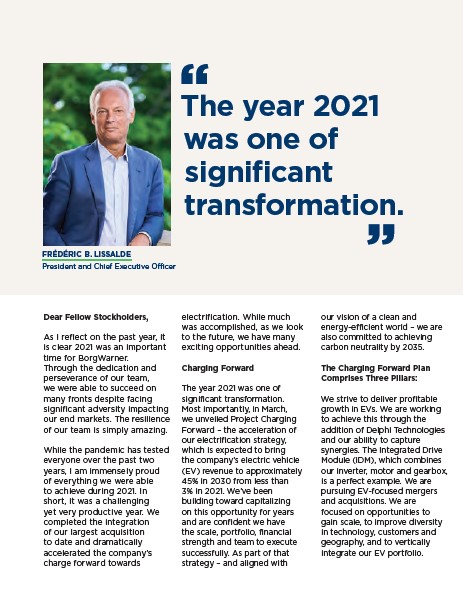 “
The year 2021
was one of
significant
transformation.
”
FRÉDÉRIC B. LISSALDE
President and Chief Executive Officer
Dear Fellow Stockholders,
As I reflect on the past year, it
is clear 2021 was an important
time for BorgWarner.
Through the dedication and
perseverance of our team,
we were able to succeed on
many fronts despite facing
significant adversity impacting
our end markets. The resilience
of our team is simply amazing.
While the pandemic has tested
everyone over the past two
years, I am immensely proud
of everything we were able
to achieve during 2021. In
short, it was a challenging
yet very productive year. We
completed the integration
of our largest acquisition
to date and dramatically
accelerated the company’s
charge forward towards
electrification. While much
was accomplished, as we look
to the future, we have many
exciting opportunities ahead.
Charging Forward
The year 2021 was one of
significant transformation.
Most importantly, in March,
we unveiled Project Charging
Forward – the acceleration of
our electrification strategy,
which is expected to bring
the company’s electric vehicle
(EV) revenue to approximately
45% in 2030 from less than
3% in 2021. We’ve been
building toward capitalizing
on this opportunity for years
and are confident we have
the scale, portfolio, financial
strength and team to execute
successfully. As part of that
strategy – and aligned with
our vision of a clean and
energy-efficient world – we are
also committed to achieving
carbon neutrality by 2035.
The Charging Forward Plan
Comprises Three Pillars:
We strive to deliver profitable
growth in EVs. We are working
to achieve this through the
addition of Delphi Technologies
and our ability to capture
synergies. The Integrated Drive
Module (iDM), which combines
our inverter, motor and gearbox,
is a perfect example. We are
pursuing EV-focused mergers
and acquisitions. We are
focused on opportunities to
gain scale, to improve diversity
in technology, customers and
geography, and to vertically
integrate our EV portfolio.